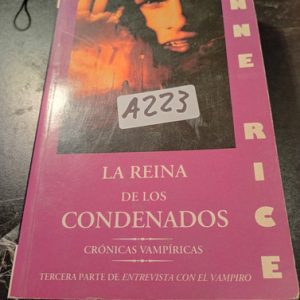 NNE RICE
A223
LA REINA
DE LOS
CONDENADOS
CRÓNICAS VAMPÍRICAS
TERCERA PARTE DE ENTREVISTA CON EL VAMPIRO